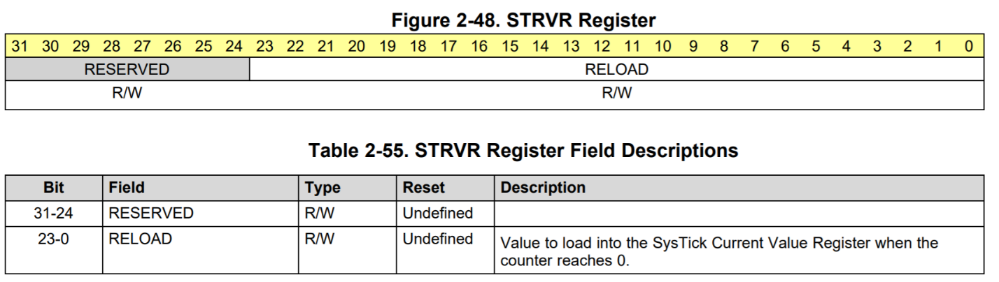 Figure 2-48. STRVR Register
31 30 29 28 27 26 25 24 23 22 21 20 19 18 17 16 15 14 13 12 11 10 9 8 7 6 5 4 3 2 1 0
RESERVED RELOAD
R/W R/W
Table 2-55. STRVR Register Field Descriptions
Bit Field Type Reset Description
31-24 RESERVED R/W Undefined
23-0 RELOAD R/W Undefined Value to load into the SysTick Current Value Register when the
counter reaches 0.